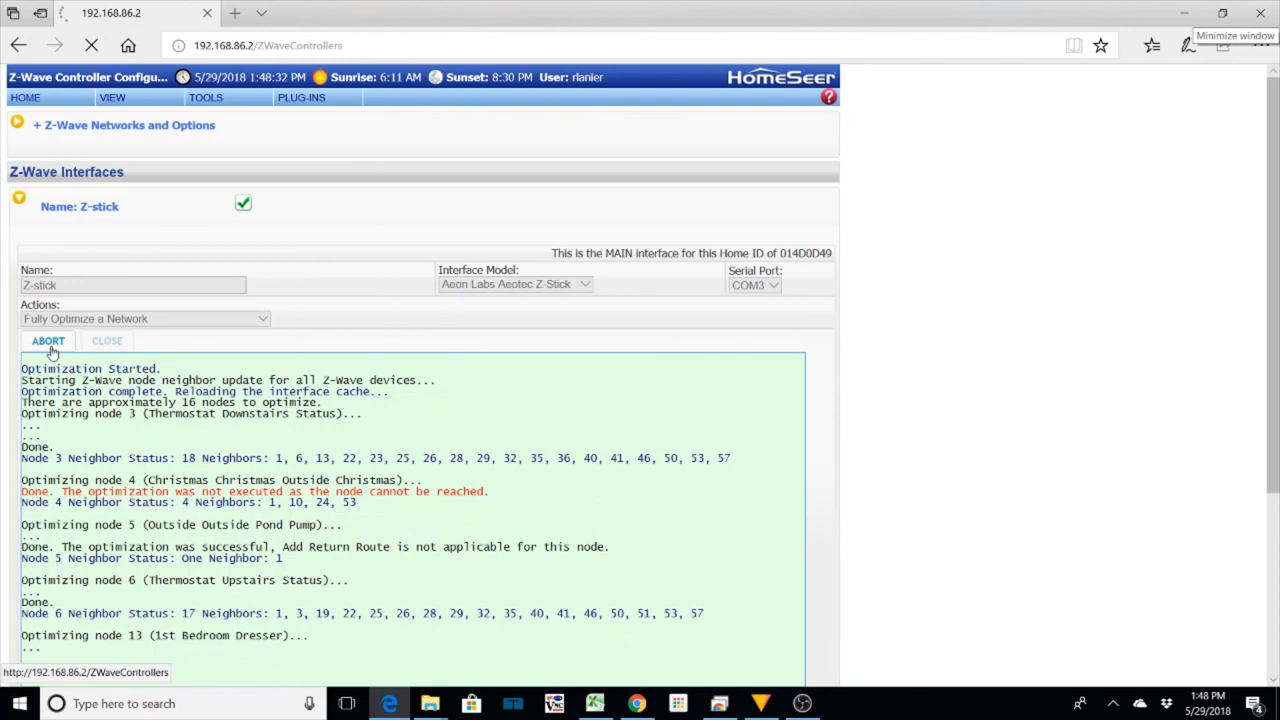 192.168.86.2
192.168.86.2/ZWaveControllers
Minimize window
Z-Wave Controller Configu... 5/29/2018 1:48:32 PM Sunrise: 6:11 AM Sunset: 8:30 PM User: rlanier HomeSeer
HOME VIEW TOOLS PLUG-INS ?
+ Z-Wave Networks and Options
Z-Wave Interfaces
Name: Z-stick
This is the MAIN interface for this Home ID of 014D0D49
Name: Interface Model: Serial Port:
Z-stick Aeon Labs Aeotec Z-Stick COM3
Actions:
Fully Optimize a Network
ABORT CLOSE
Optimization Started.
Starting Z-Wave node neighbor update for all Z-Wave devices...
Optimization complete. Reloading the interface cache...
There are approximately 16 nodes to optimize.
Optimizing node 3 (Thermostat Downstairs Status)...
...
...
Done.
Node 3 Neighbor Status: 18 Neighbors: 1, 6, 13, 22, 23, 25, 26, 28, 29, 32, 35, 36, 40, 41, 46, 50, 53, 57
Optimizing node 4 (Christmas Christmas Outside Christmas)...
Done. The optimization was not executed as the node cannot be reached.
Node 4 Neighbor Status: 4 Neighbors: 1, 10, 24, 53
Optimizing node 5 (Outside Outside Pond Pump)...
...
Done. The optimization was successful, Add Return Route is not applicable for this node.
Node 5 Neighbor Status: One Neighbor: 1
Optimizing node 6 (Thermostat Upstairs Status)...
...
Done.
Node 6 Neighbor Status: 17 Neighbors: 1, 3, 19, 22, 25, 26, 28, 29, 32, 35, 40, 41, 46, 50, 51, 53, 57
Optimizing node 13 (1st Bedroom Dresser)...
...
http://192.168.86.2/ZWaveControllers
Type here to search
1:48 PM
5/29/2018
4